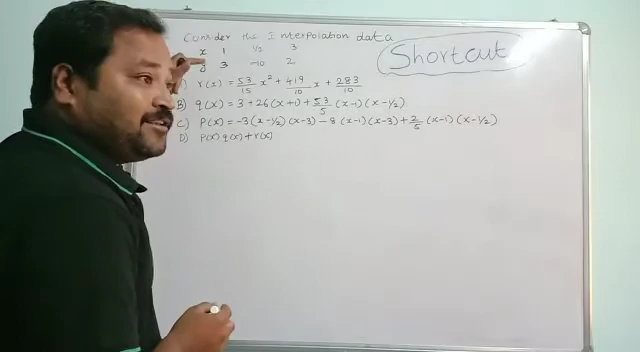 Consider the Interpolation data
Shortcut
x 1 1/2 3
y 3 -10 2
) r(x) = 53/15 x² + 419/10 x + 283/10
B) q(x) = 3 + 26 (x+1) + 53/5 (x-1) (x-1/2)
C) P(x) = -3 (x-1/2) (x-3) - 8 (x-1) (x-3) + 2/5 (x-1) (x-1/2)
D) P(x) q(x) + r(x)